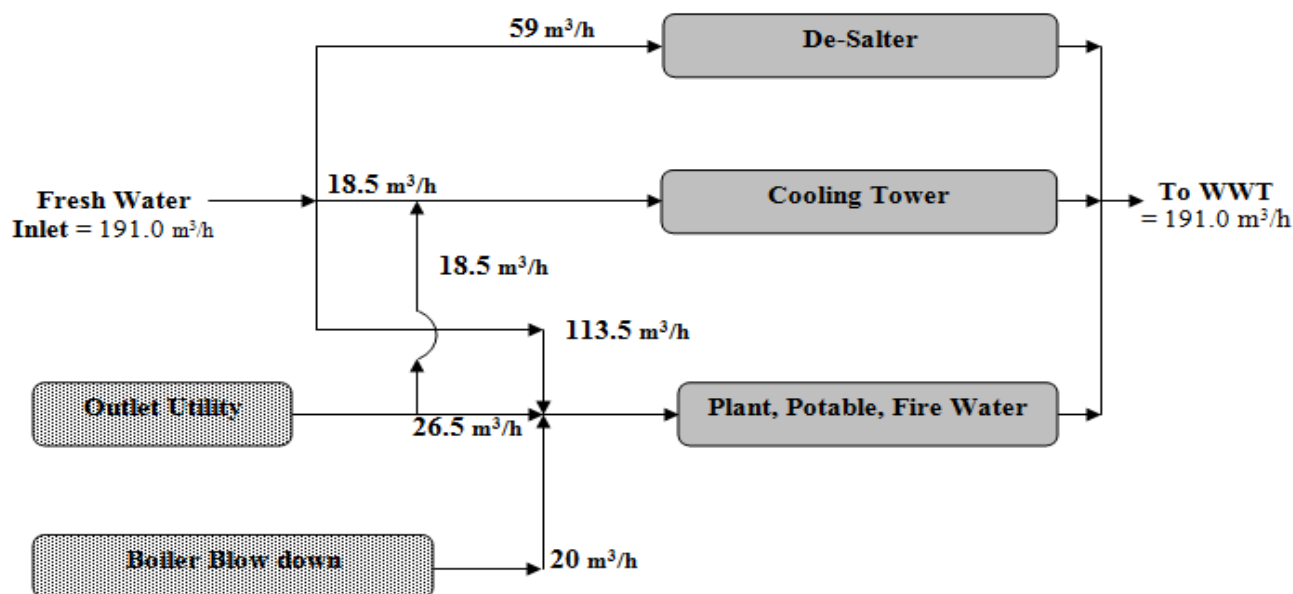 59 m³/h
De-Salter
18.5 m³/h
Fresh Water
Inlet = 191.0 m³/h
Cooling Tower
To WWT
= 191.0 m³/h
18.5 m³/h
113.5 m³/h
Outlet Utility
26.5 m³/h
Plant, Potable, Fire Water
Boiler Blow down
20 m³/h